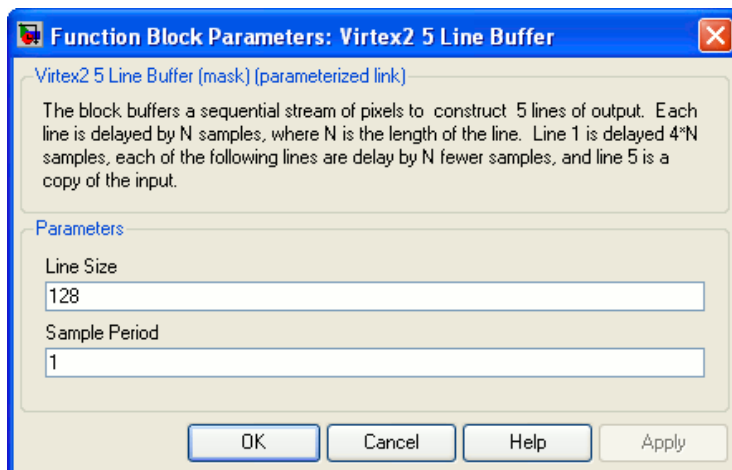 Function Block Parameters: Virtex2 5 Line Buffer
Virtex2 5 Line Buffer (mask) (parameterized link)
The block buffers a sequential stream of pixels to construct 5 lines of output. Each
line is delayed by N samples, where N is the length of the line. Line 1 is delayed 4*N
samples, each of the following lines are delay by N fewer samples, and line 5 is a
copy of the input.
Parameters
Line Size
128
Sample Period
1
OK Cancel Help Apply